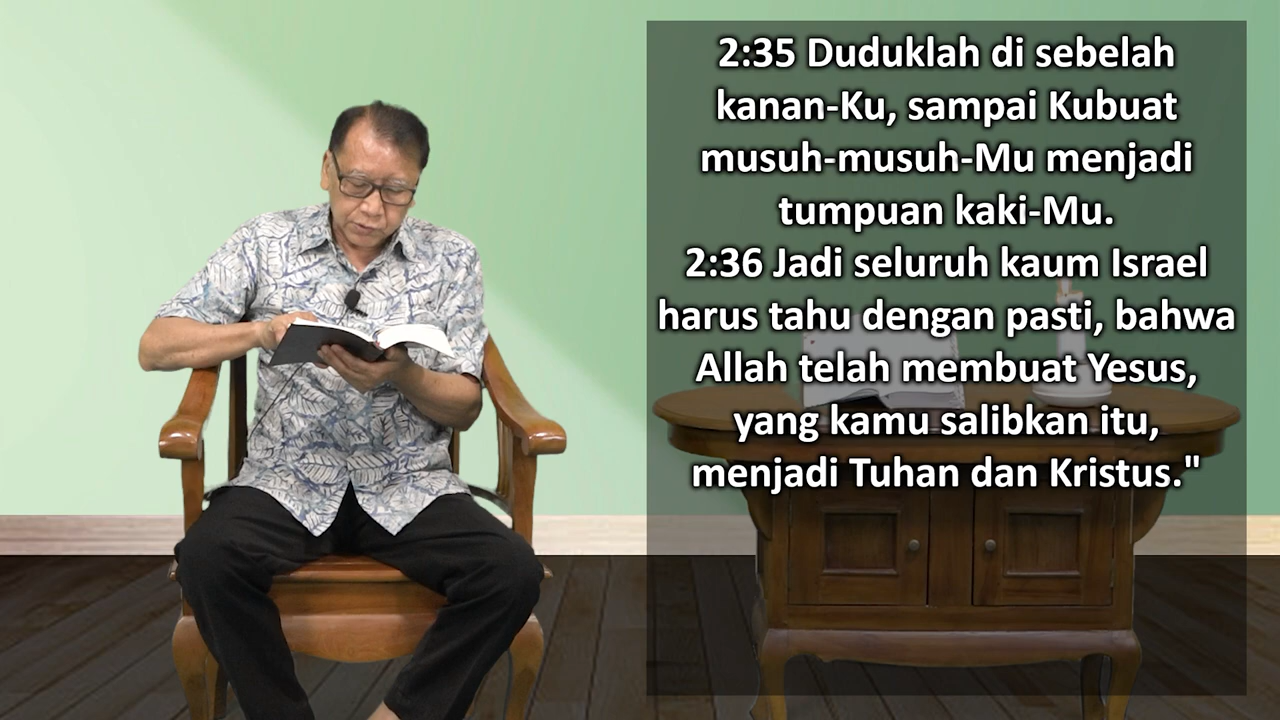 2:35 Duduklah di sebelah
kanan-Ku, sampai Kubuat
musuh-musuh-Mu menjadi
tumpuan kaki-Mu.
2:36 Jadi seluruh kaum Israel
harus tahu dengan pasti, bahwa
Allah telah membuat Yesus,
yang kamu salibkan itu,
menjadi Tuhan dan Kristus."